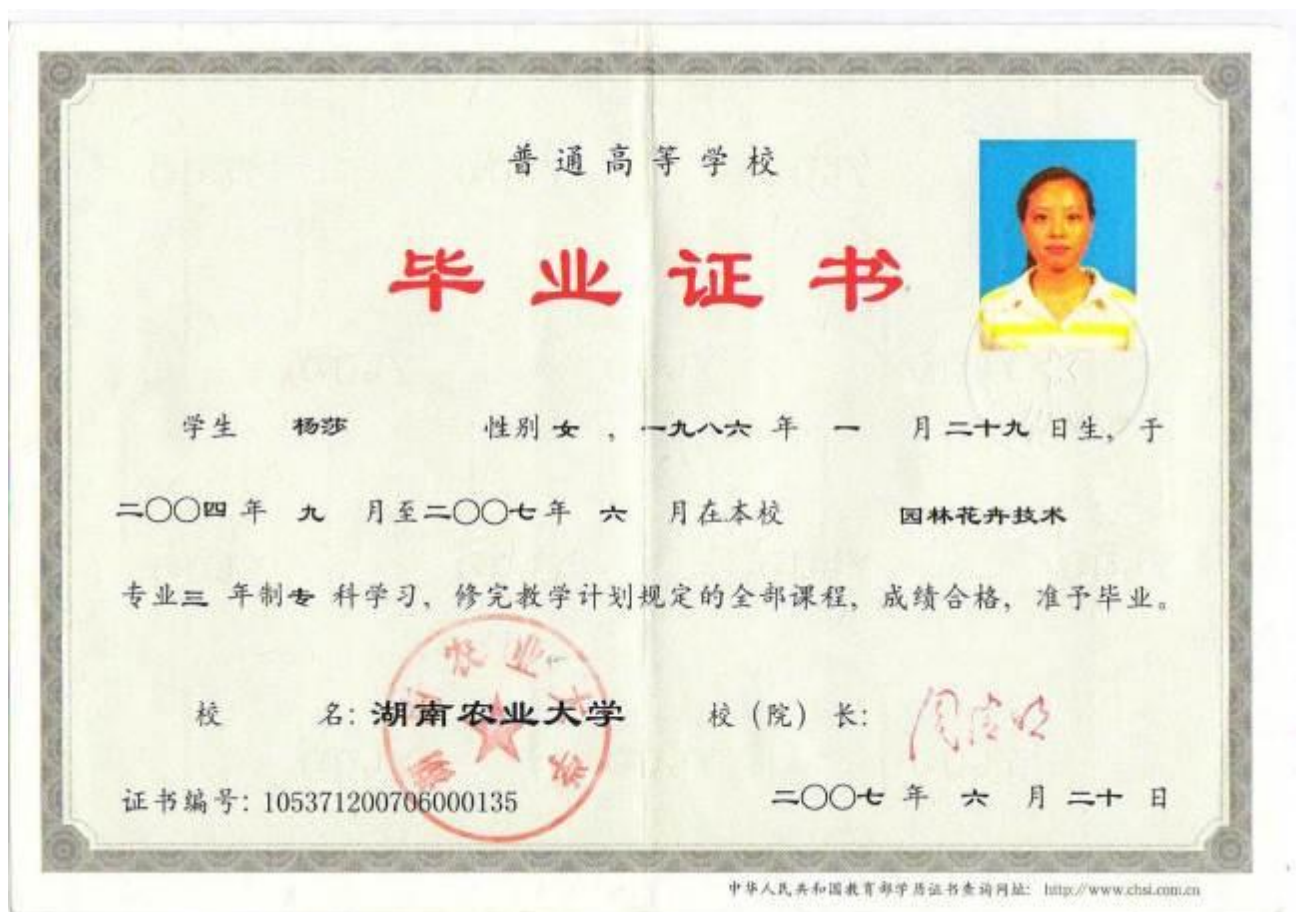 普通高等学校
毕业证书
学生 杨莎 性别 女 ，一九八六 年 一 月 二十九 日生，于
二〇〇四 年 九 月至 二〇〇七 年 六 月在本校 园林花卉技术
专业 三 年制 专 科学习，修完教学计划规定的全部课程，成绩合格，准予毕业。
校 名：湖南农业大学 校（院）长：
证书编号：105371200706000135 二〇〇七 年 六 月 二十 日
中华人民共和国教育部学历证书查询网址： http://www.chsi.com.cn